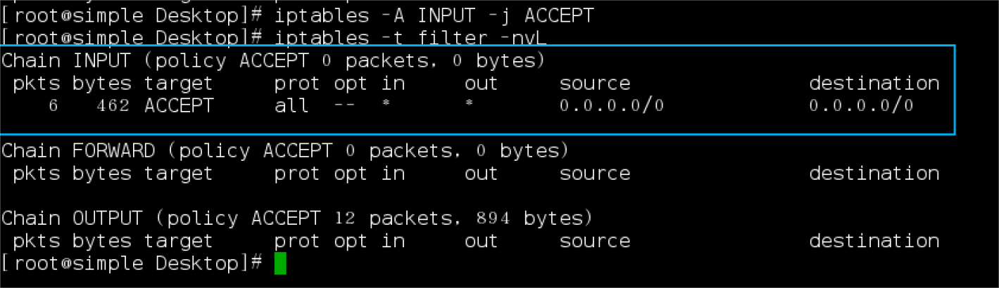 [root@simple Desktop]# iptables -A INPUT -j ACCEPT
[root@simple Desktop]# iptables -t filter -nvL
Chain INPUT (policy ACCEPT 0 packets, 0 bytes)
 pkts bytes target     prot opt in     out     source               destination
    6   462 ACCEPT     all  --  *      *       0.0.0.0/0            0.0.0.0/0
Chain FORWARD (policy ACCEPT 0 packets, 0 bytes)
 pkts bytes target     prot opt in     out     source               destination
Chain OUTPUT (policy ACCEPT 12 packets, 894 bytes)
 pkts bytes target     prot opt in     out     source               destination
[root@simple Desktop]#